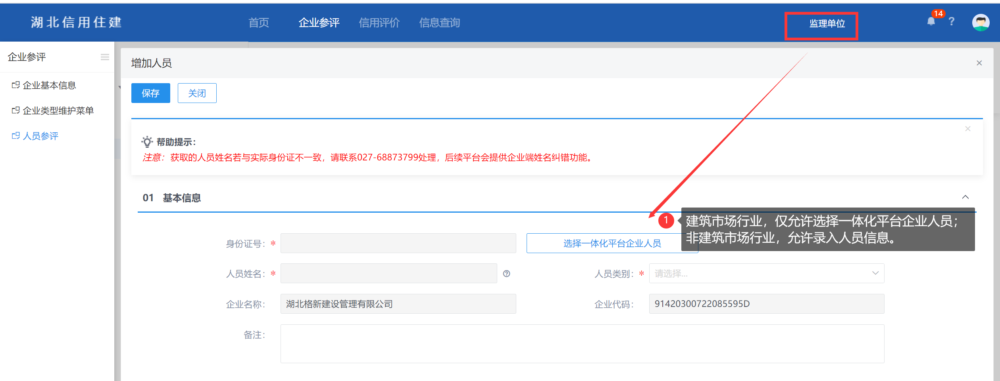 湖北信用住建
首页
企业参评
信用评价
信息查询
监理单位
14
?
企业参评
企业基本信息
企业类型维护菜单
人员参评
增加人员
×
保存
关闭
×
帮助提示：
注意：获取的人员姓名若与实际身份证不一致，请联系027-68873799处理，后续平台会提供企业端姓名纠错功能。
01 基本信息
1
建筑市场行业，仅允许选择一体化平台企业人员；
非建筑市场行业，允许录入人员信息。
身份证号：*
选择一体化平台企业人员
人员姓名：*
?
人员类别：*
请选择...
企业名称：
湖北格新建设管理有限公司
企业代码：
91420300722085595D
备注：